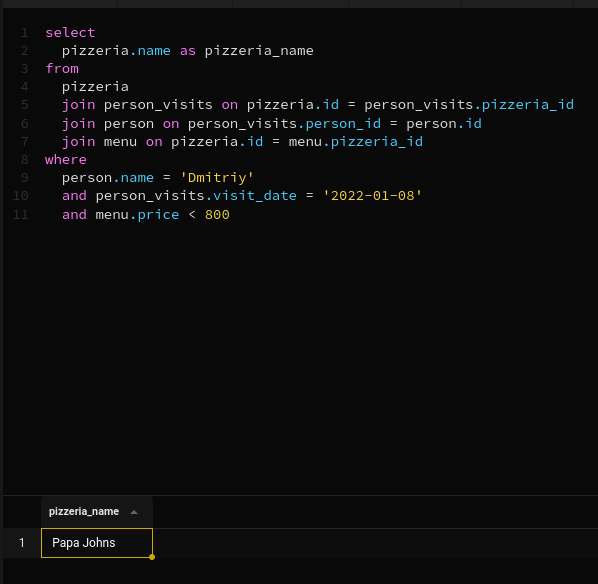 1 select
2   pizzeria.name as pizzeria_name
3 from
4   pizzeria
5   join person_visits on pizzeria.id = person_visits.pizzeria_id
6   join person on person_visits.person_id = person.id
7   join menu on pizzeria.id = menu.pizzeria_id
8 where
9   person.name = 'Dmitriy'
10   and person_visits.visit_date = '2022-01-08'
11   and menu.price < 800
pizzeria_name
1 Papa Johns